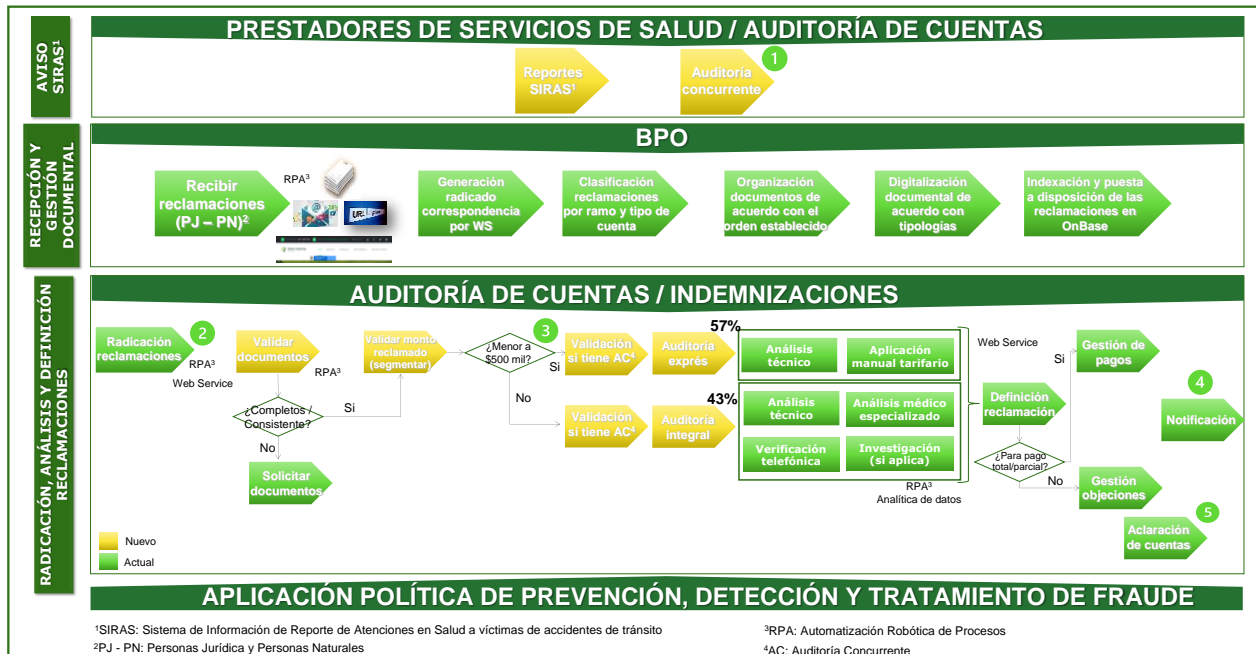 PRESTADORES DE SERVICIOS DE SALUD / AUDITORÍA DE CUENTAS
AVISO
SIRAS¹
Reportes
SIRAS¹
Auditoría
concurrente
1
RECEPCIÓN Y
GESTIÓN
DOCUMENTAL
BPO
Recibir
reclamaciones
(PJ – PN)²
RPA³
URL
Generación
radicado
correspondencia
por WS
Clasificación
reclamaciones
por ramo y tipo de
cuenta
Organización
documentos de
acuerdo con el
orden establecido
Digitalización
documental de
acuerdo con
tipologías
Indexación y puesta
a disposición de las
reclamaciones en
OnBase
RADICACIÓN, ANÁLISIS Y DEFINICIÓN
RECLAMACIONES
AUDITORÍA DE CUENTAS / INDEMNIZACIONES
Radicación
reclamaciones
2
RPA³
Web Service
Validar
documentos
RPA³
¿Completos /
Consistente?
Si
No
Solicitar
documentos
Validar monto
reclamado
(segmentar)
¿Menor a
$500 mil?
3
Si
No
Validación
si tiene AC⁴
Auditoría
exprés
57%
Análisis
técnico
Aplicación
manual tarifario
Validación
si tiene AC⁴
Auditoría
integral
43%
Análisis
técnico
Análisis médico
especializado
Verificación
telefónica
Investigación
(si aplica)
RPA³
Analítica de datos
Web Service
Definición
reclamación
¿Para pago
total/parcial?
Si
No
Gestión de
pagos
Gestión
objeciones
4
Notificación
5
Aclaración
de cuentas
Nuevo
Actual
APLICACIÓN POLÍTICA DE PREVENCIÓN, DETECCIÓN Y TRATAMIENTO DE FRAUDE
¹SIRAS: Sistema de Información de Reporte de Atenciones en Salud a víctimas de accidentes de tránsito
²PJ - PN: Personas Jurídica y Personas Naturales
³RPA: Automatización Robótica de Procesos
⁴AC: Auditoría Concurrente